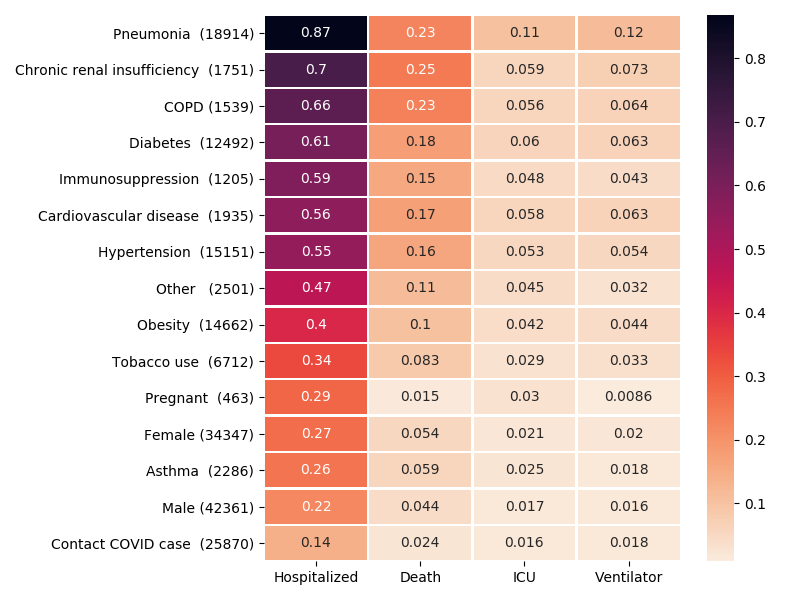 Pneumonia  (18914) 0.87 0.23 0.11 0.12
Chronic renal insufficiency  (1751) 0.7 0.25 0.059 0.073
COPD (1539) 0.66 0.23 0.056 0.064
Diabetes  (12492) 0.61 0.18 0.06 0.063
Immunosuppression  (1205) 0.59 0.15 0.048 0.043
Cardiovascular disease  (1935) 0.56 0.17 0.058 0.063
Hypertension  (15151) 0.55 0.16 0.053 0.054
Other   (2501) 0.47 0.11 0.045 0.032
Obesity  (14662) 0.4 0.1 0.042 0.044
Tobacco use  (6712) 0.34 0.083 0.029 0.033
Pregnant  (463) 0.29 0.015 0.03 0.0086
Female (34347) 0.27 0.054 0.021 0.02
Asthma  (2286) 0.26 0.059 0.025 0.018
Male (42361) 0.22 0.044 0.017 0.016
Contact COVID case  (25870) 0.14 0.024 0.016 0.018
Hospitalized Death ICU Ventilator
0.8
0.7
0.6
0.5
0.4
0.3
0.2
0.1